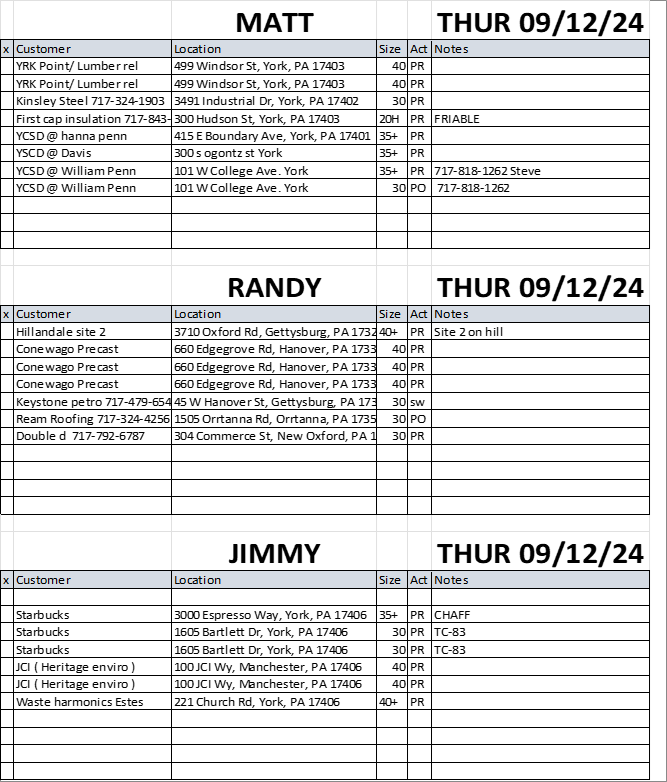 MATT THUR 09/12/24
x Customer Location Size Act Notes
YRK Point/ Lumber rel 499 Windsor St, York, PA 17403 40 PR
YRK Point/ Lumber rel 499 Windsor St, York, PA 17403 40 PR
Kinsley Steel 717-324-1903 3491 Industrial Dr, York, PA 17402 30 PR
First cap insulation 717-843- 300 Hudson St, York, PA 17403 20H PR FRIABLE
YCSD @ hanna penn 415 E Boundary Ave, York, PA 17401 35+ PR
YSCD @ Davis 300 s ogontz st York 35+ PR
YCSD @ William Penn 101 W College Ave. York 35+ PR 717-818-1262 Steve
YCSD @ William Penn 101 W College Ave. York 30 PO 717-818-1262
RANDY THUR 09/12/24
x Customer Location Size Act Notes
Hillandale site 2 3710 Oxford Rd, Gettysburg, PA 1732 40+ PR Site 2 on hill
Conewago Precast 660 Edgegrove Rd, Hanover, PA 1733 40 PR
Conewago Precast 660 Edgegrove Rd, Hanover, PA 1733 40 PR
Conewago Precast 660 Edgegrove Rd, Hanover, PA 1733 40 PR
Keystone petro 717-479-654 45 W Hanover St, Gettysburg, PA 173 30 sw
Ream Roofing 717-324-4256 1505 Orrtanna Rd, Orrtanna, PA 1735 30 PO
Double d 717-792-6787 304 Commerce St, New Oxford, PA 1 30 PR
JIMMY THUR 09/12/24
x Customer Location Size Act Notes
Starbucks 3000 Espresso Way, York, PA 17406 35+ PR CHAFF
Starbucks 1605 Bartlett Dr, York, PA 17406 30 PR TC-83
Starbucks 1605 Bartlett Dr, York, PA 17406 30 PR TC-83
JCI ( Heritage enviro ) 100 JCI Wy, Manchester, PA 17406 40 PR
JCI ( Heritage enviro ) 100 JCI Wy, Manchester, PA 17406 40 PR
Waste harmonics Estes 221 Church Rd, York, PA 17406 40+ PR